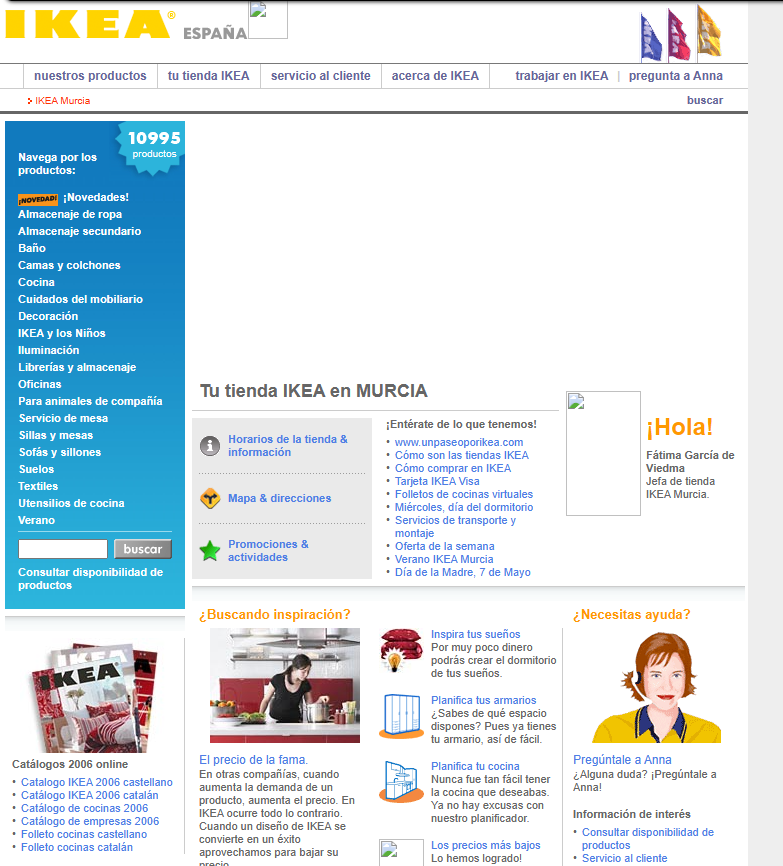 IKEA® ESPAÑA
nuestros productos
tu tienda IKEA
servicio al cliente
acerca de IKEA
trabajar en IKEA | pregunta a Anna
IKEA Murcia
buscar
10995
productos
Navega por los
productos:
¡NOVEDAD! ¡Novedades!
Almacenaje de ropa
Almacenaje secundario
Baño
Camas y colchones
Cocina
Cuidados del mobiliario
Decoración
IKEA y los Niños
Iluminación
Librerías y almacenaje
Oficinas
Para animales de compañía
Servicio de mesa
Sillas y mesas
Sofás y sillones
Suelos
Textiles
Utensilios de cocina
Verano
buscar
Consultar disponibilidad de
productos
IKEA
Catálogos 2006 online
• Catalogo IKEA 2006 castellano
• Catálogo IKEA 2006 catalán
• Catálogo de cocinas 2006
• Catálogo de empresas 2006
• Folleto cocinas castellano
• Folleto cocinas catalán
Tu tienda IKEA en MURCIA
Horarios de la tienda &
información
Mapa & direcciones
Promociones &
actividades
¡Entérate de lo que tenemos!
• www.unpaseoporikea.com
• Cómo son las tiendas IKEA
• Cómo comprar en IKEA
• Tarjeta IKEA Visa
• Folletos de cocinas virtuales
• Miércoles, día del dormitorio
• Servicios de transporte y
montaje
• Oferta de la semana
• Verano IKEA Murcia
• Día de la Madre, 7 de Mayo
¡Hola!
Fátima García de
Viedma
Jefa de tienda
IKEA Murcia.
¿Buscando inspiración?
El precio de la fama.
En otras compañías, cuando
aumenta la demanda de un
producto, aumenta el precio. En
IKEA ocurre todo lo contrario.
Cuando un diseño de IKEA se
convierte en un éxito
aprovechamos para bajar su
precio
Inspira tus sueños
Por muy poco dinero
podrás crear el dormitorio
de tus sueños.
Planifica tus armarios
¿Sabes de qué espacio
dispones? Pues ya tienes
tu armario, así de fácil.
Planifica tu cocina
Nunca fue tan fácil tener
la cocina que deseabas.
Ya no hay excusas con
nuestro planificador.
Los precios más bajos
Lo hemos logrado!
¿Necesitas ayuda?
Pregúntale a Anna
¿Alguna duda? ¡Pregúntale a
Anna!
Información de interés
• Consultar disponibilidad de
productos
• Servicio al cliente